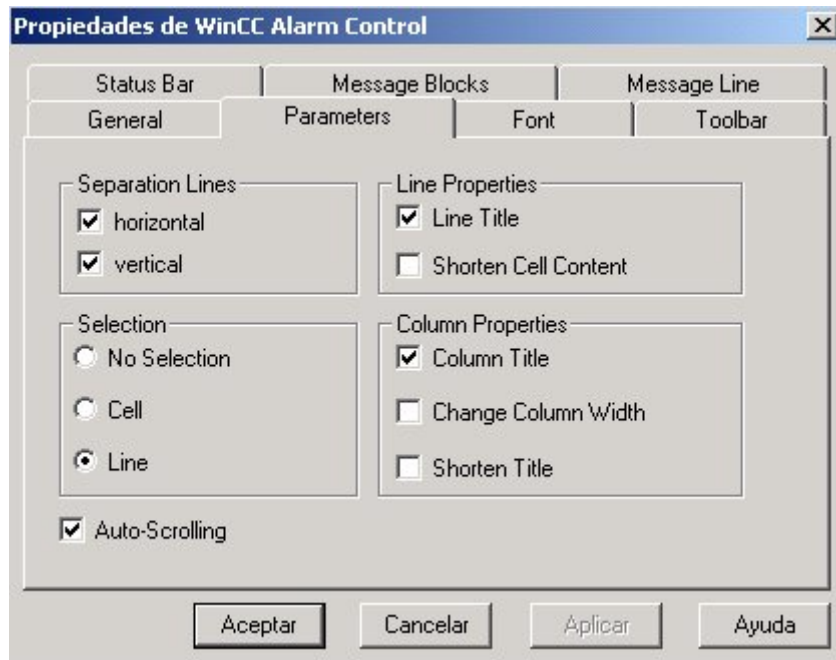 Propiedades de WinCC Alarm Control
Status Bar
Message Blocks
Message Line
General
Parameters
Font
Toolbar
Separation Lines
horizontal
vertical
Line Properties
Line Title
Shorten Cell Content
Selection
No Selection
Cell
Line
Column Properties
Column Title
Change Column Width
Shorten Title
Auto-Scrolling
Aceptar
Cancelar
Aplicar
Ayuda